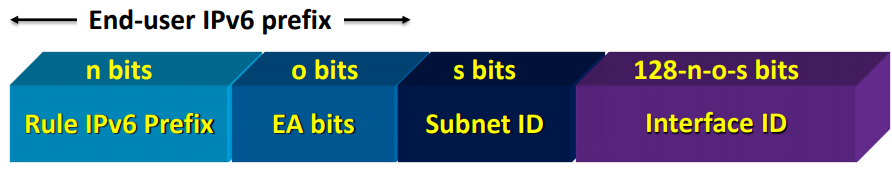 End-user IPv6 prefix
n bits o bits s bits 128-n-o-s bits
Rule IPv6 Prefix EA bits Subnet ID Interface ID